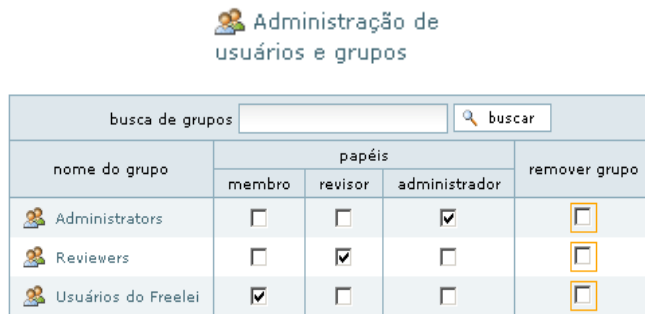 Administração de
usuários e grupos
busca de grupos buscar
nome do grupo papéis remover grupo
membro revisor administrador
Administrators
Reviewers
Usuários do Freelei